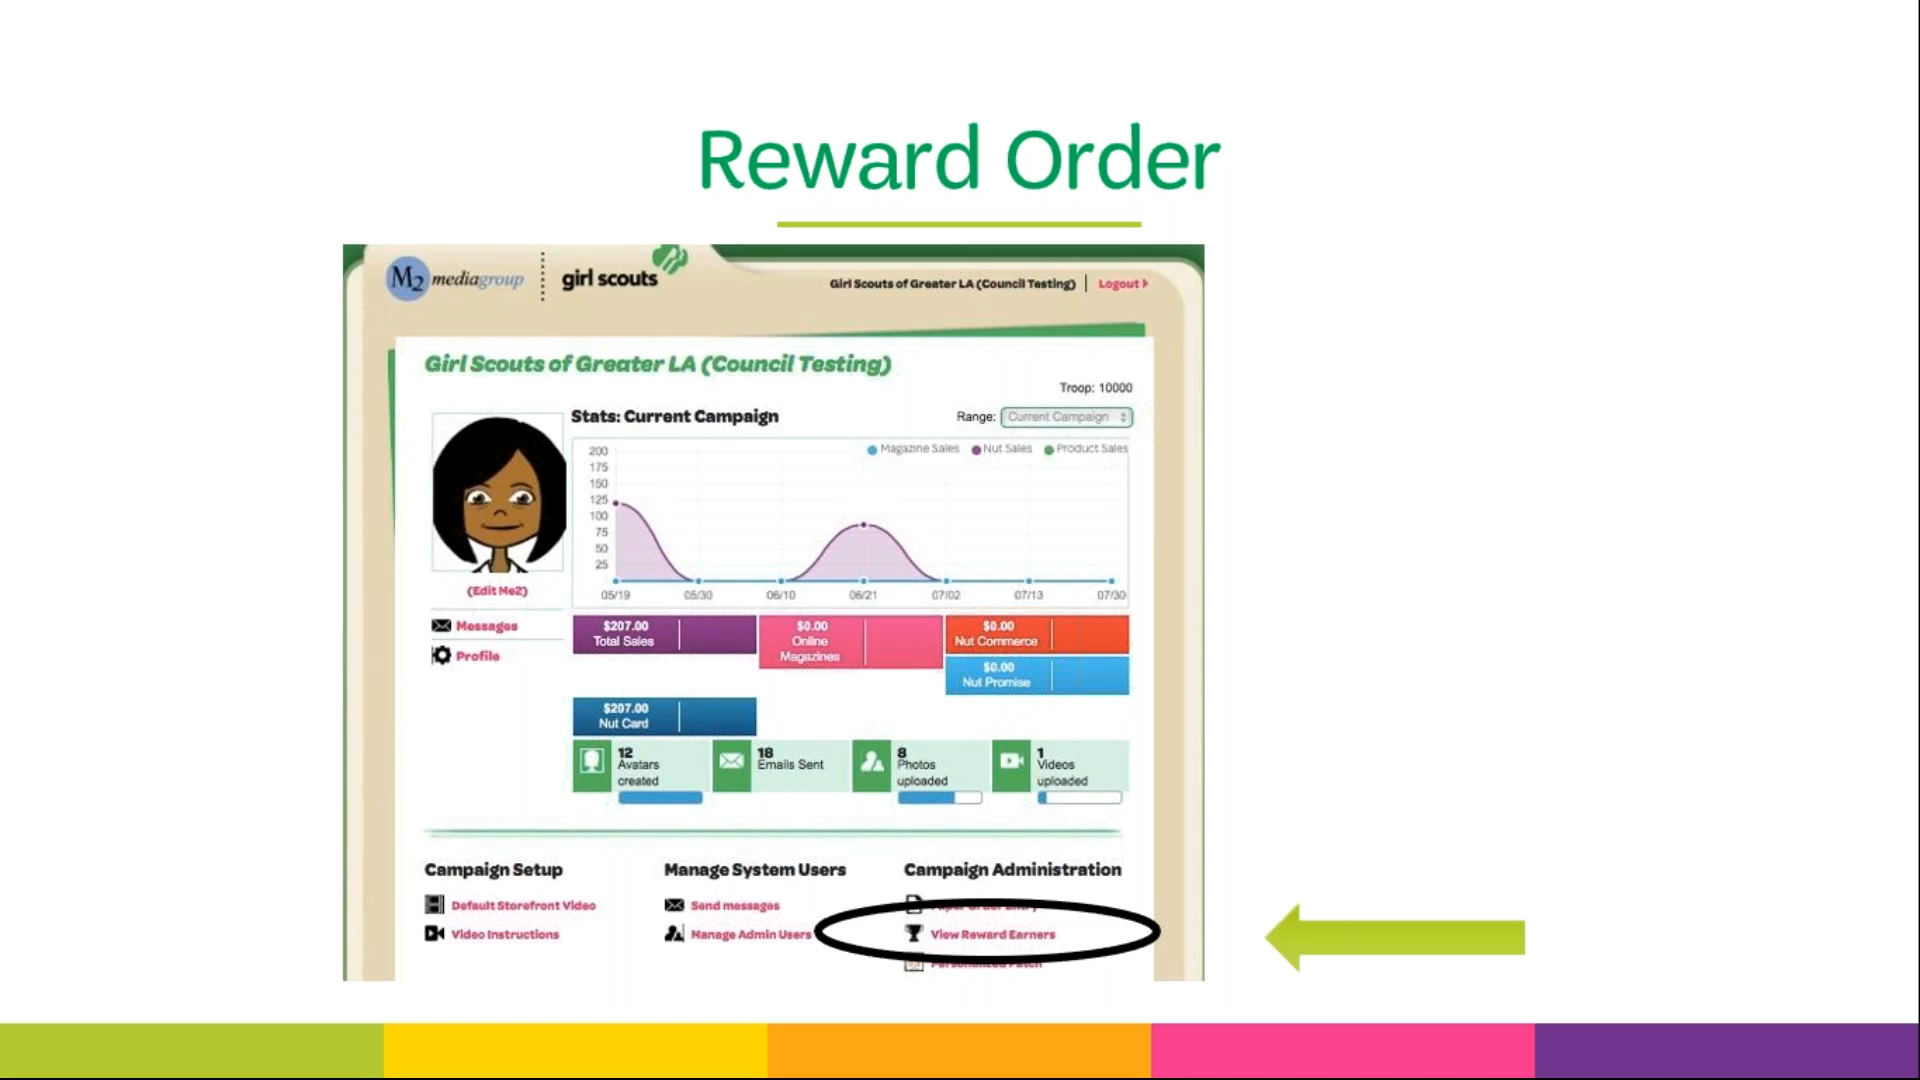 Reward Order
M2 mediagroup
girl scouts
Girl Scouts of Greater LA (Council Testing)
Logout
Girl Scouts of Greater LA (Council Testing)
Troop: 10000
Stats: Current Campaign
Range: Current Campaign
Magazine Sales Nut Sales Product Sales
200
175
150
125
100
75
50
25
05/19 05/30 06/10 06/21 07/02 07/13 07/30
(Edit Me2)
Messages
Profile
$207.00
Total Sales
$0.00
Online
Magazines
$0.00
Nut Commerce
$0.00
Nut Promise
$207.00
Nut Card
12
Avatars
created
18
Emails Sent
8
Photos
uploaded
1
Videos
uploaded
Campaign Setup
Default Storefront Video
Video Instructions
Manage System Users
Send messages
Manage Admin Users
Campaign Administration
Paper Order Entry
View Reward Earners
Personalized Patch